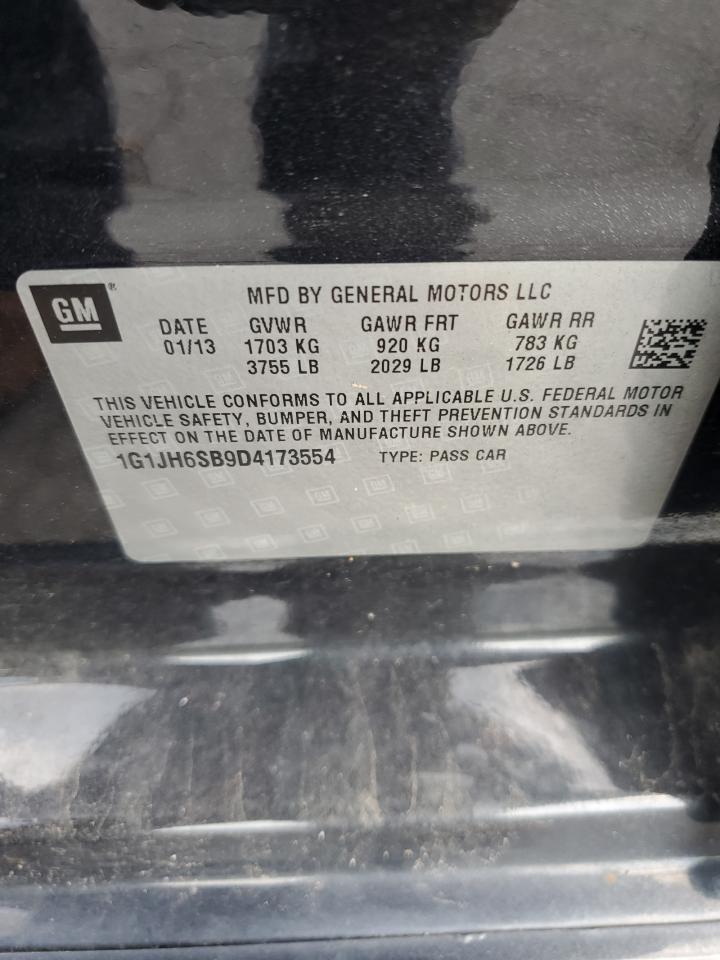 GM®
MFD BY GENERAL MOTORS LLC
DATE GVWR GAWR FRT GAWR RR
01/13 1703 KG 920 KG 783 KG
3755 LB 2029 LB 1726 LB
THIS VEHICLE CONFORMS TO ALL APPLICABLE U.S. FEDERAL MOTOR
VEHICLE SAFETY, BUMPER, AND THEFT PREVENTION STANDARDS IN
EFFECT ON THE DATE OF MANUFACTURE SHOWN ABOVE.
1G1JH6SB9D4173554 TYPE: PASS CAR